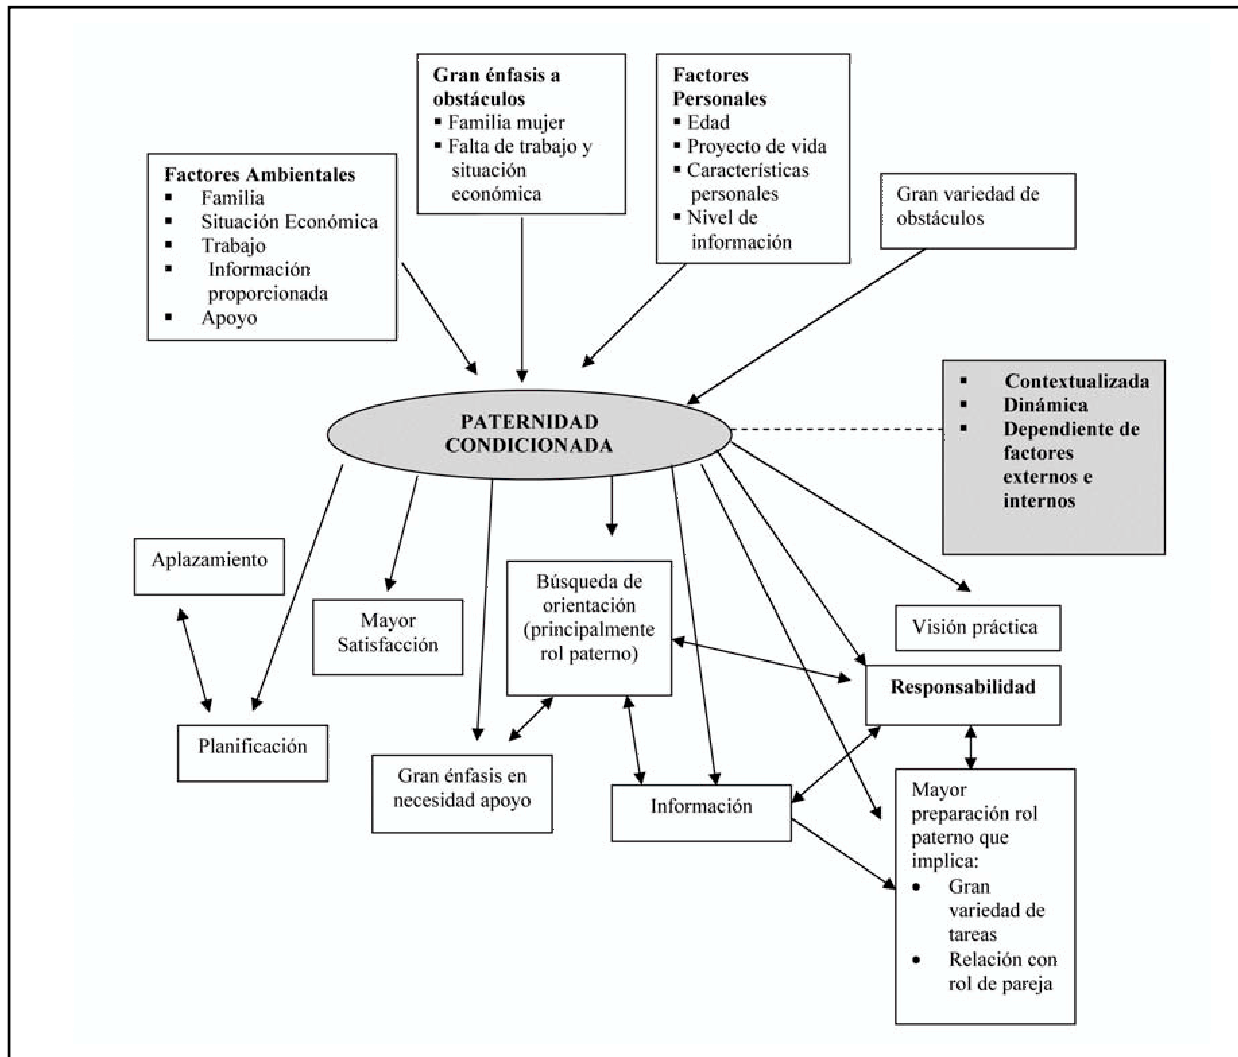 Gran énfasis a
obstáculos
▪ Familia mujer
▪ Falta de trabajo y
situación
económica
Factores
Personales
▪ Edad
▪ Proyecto de vida
▪ Características
personales
▪ Nivel de
información
Factores Ambientales
▪ Familia
▪ Situación Económica
▪ Trabajo
▪ Información
proporcionada
▪ Apoyo
Gran variedad de
obstáculos
PATERNIDAD
CONDICIONADA
▪ Contextualizada
▪ Dinámica
▪ Dependiente de
factores
externos e
internos
Aplazamiento
Mayor
Satisfacción
Búsqueda de
orientación
(principalmente
rol paterno)
Visión práctica
Responsabilidad
Planificación
Gran énfasis en
necesidad apoyo
Información
Mayor
preparación rol
paterno que
implica:
• Gran
variedad de
tareas
• Relación con
rol de pareja